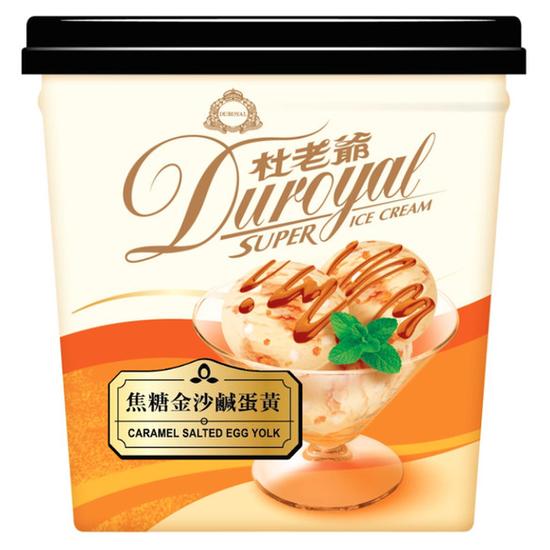 DUROYAL
杜老爺
Duroyal
SUPER ICE CREAM
焦糖金沙鹹蛋黃
CARAMEL SALTED EGG YOLK